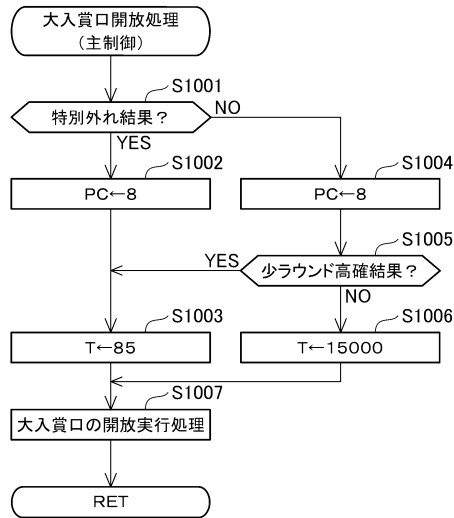 大入賞口開放処理
(主制御)
S1001
特別外れ結果？
NO
YES
S1002
PC←8
S1004
PC←8
S1005
少ラウンド高確結果？
YES
NO
S1003
T←85
S1006
T←15000
S1007
大入賞口の開放実行処理
RET